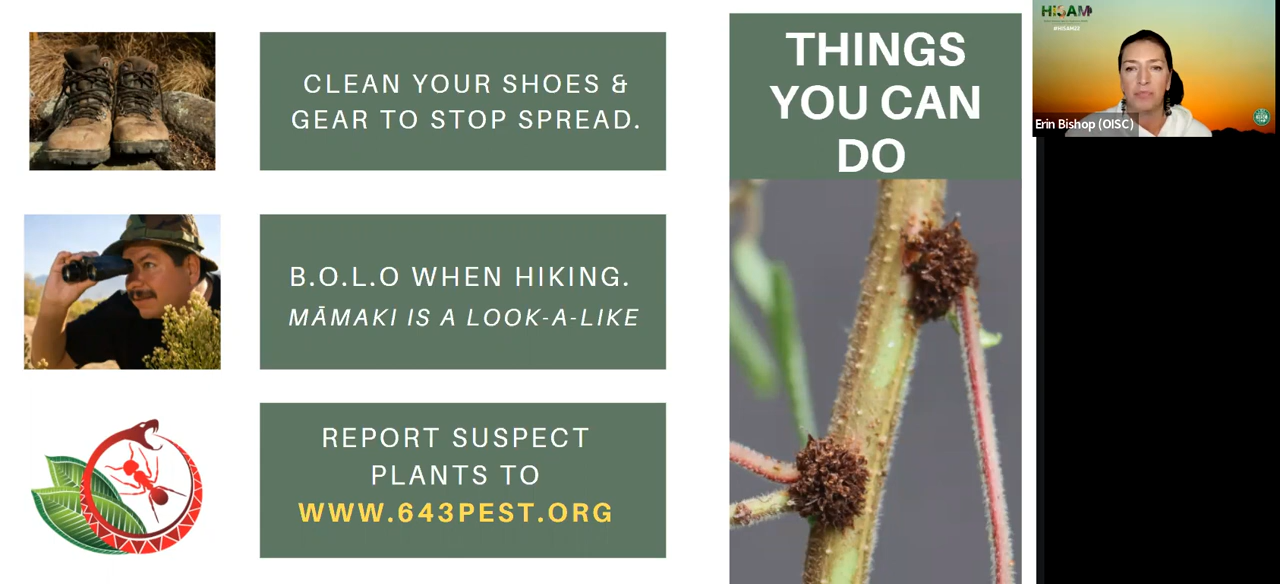 CLEAN YOUR SHOES &
GEAR TO STOP SPREAD.
B.O.L.O WHEN HIKING.
MĀMAKI IS A LOOK-A-LIKE
REPORT SUSPECT
PLANTS TO
WWW.643PEST.ORG
THINGS
YOU CAN
DO
HISAM
#HISAM22
Erin Bishop (OISC)